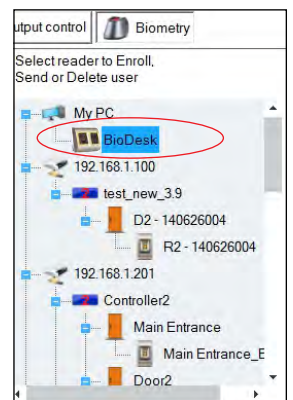 utput control Biometry
Select reader to Enroll,
Send or Delete user
My PC
BioDesk
192.168.1.100
test_new_3.9
D2 - 140626004
R2 - 140626004
192.168.1.201
Controller2
Main Entrance
Main Entrance_E
Door2